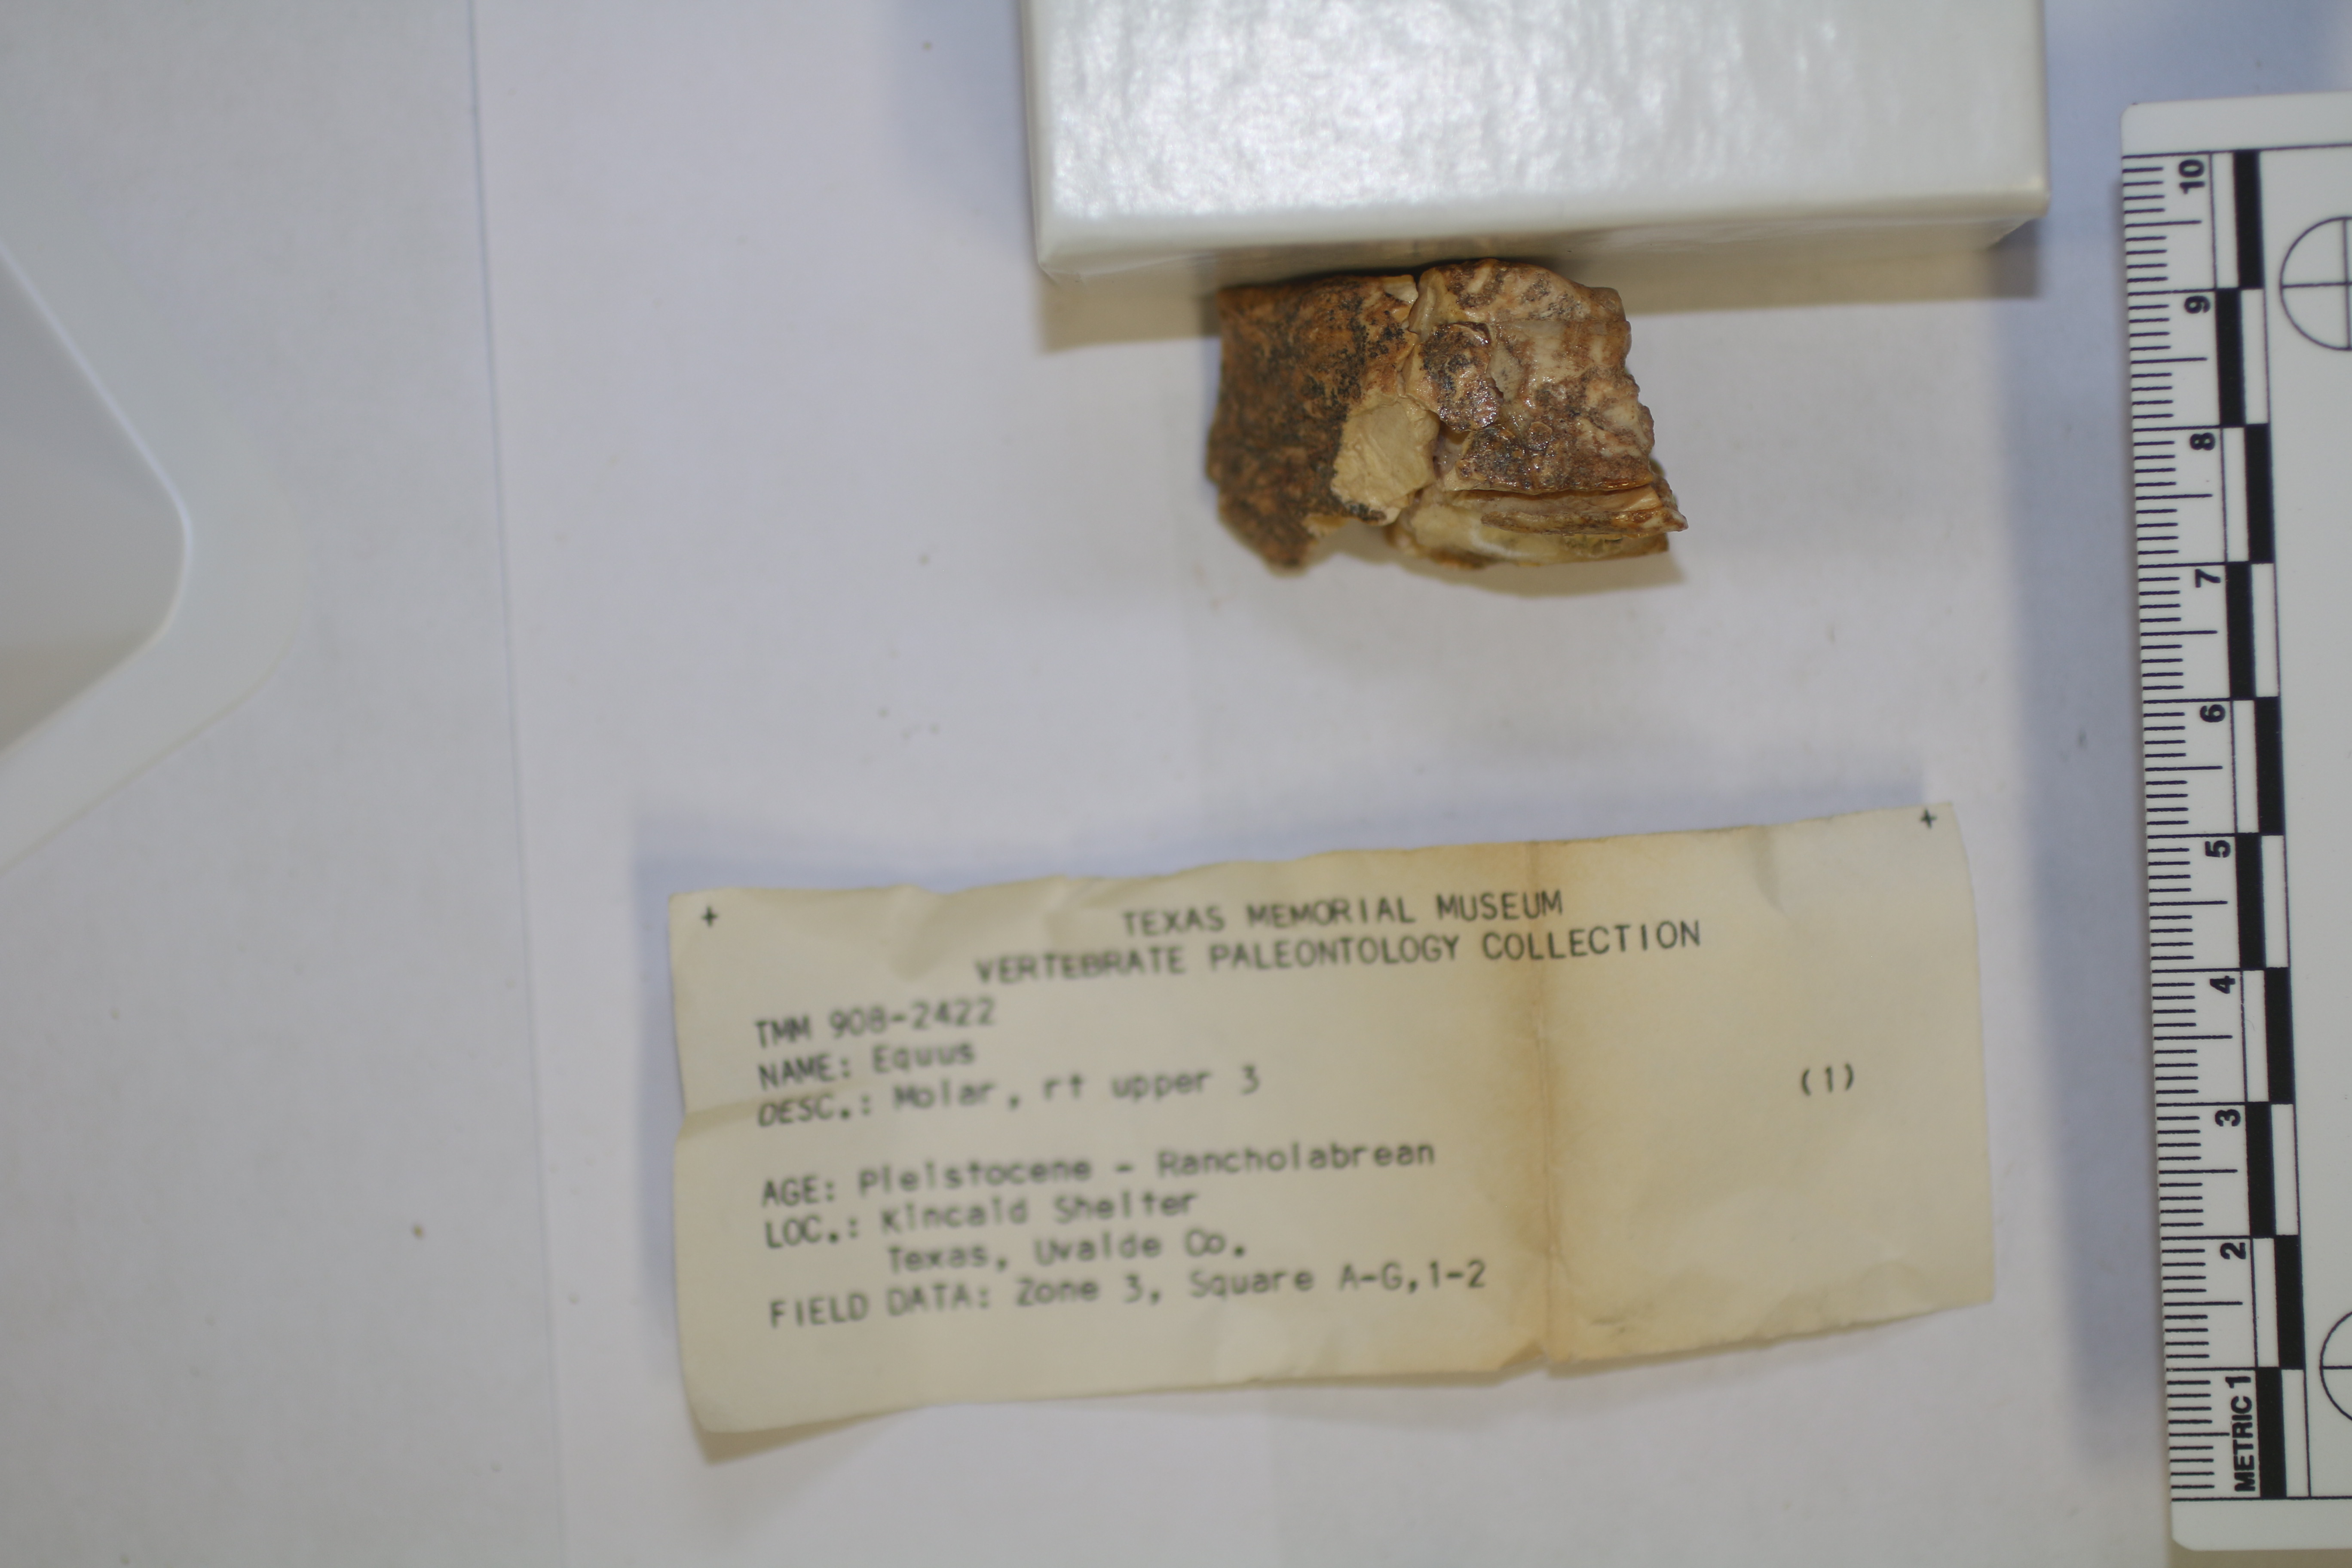 TEXAS MEMORIAL MUSEUM
VERTEBRATE PALEONTOLOGY COLLECTION
TMM 908-2422
NAME: Equus
DESC.: Molar, rt upper 3 (1)
AGE: Pleistocene - Rancholabrean
LOC.: Kincaid Shelter
Texas, Uvalde Co.
FIELD DATA: Zone 3, Square A-G,1-2
METRIC 1 2 3 4 5 6 7 8 9 10